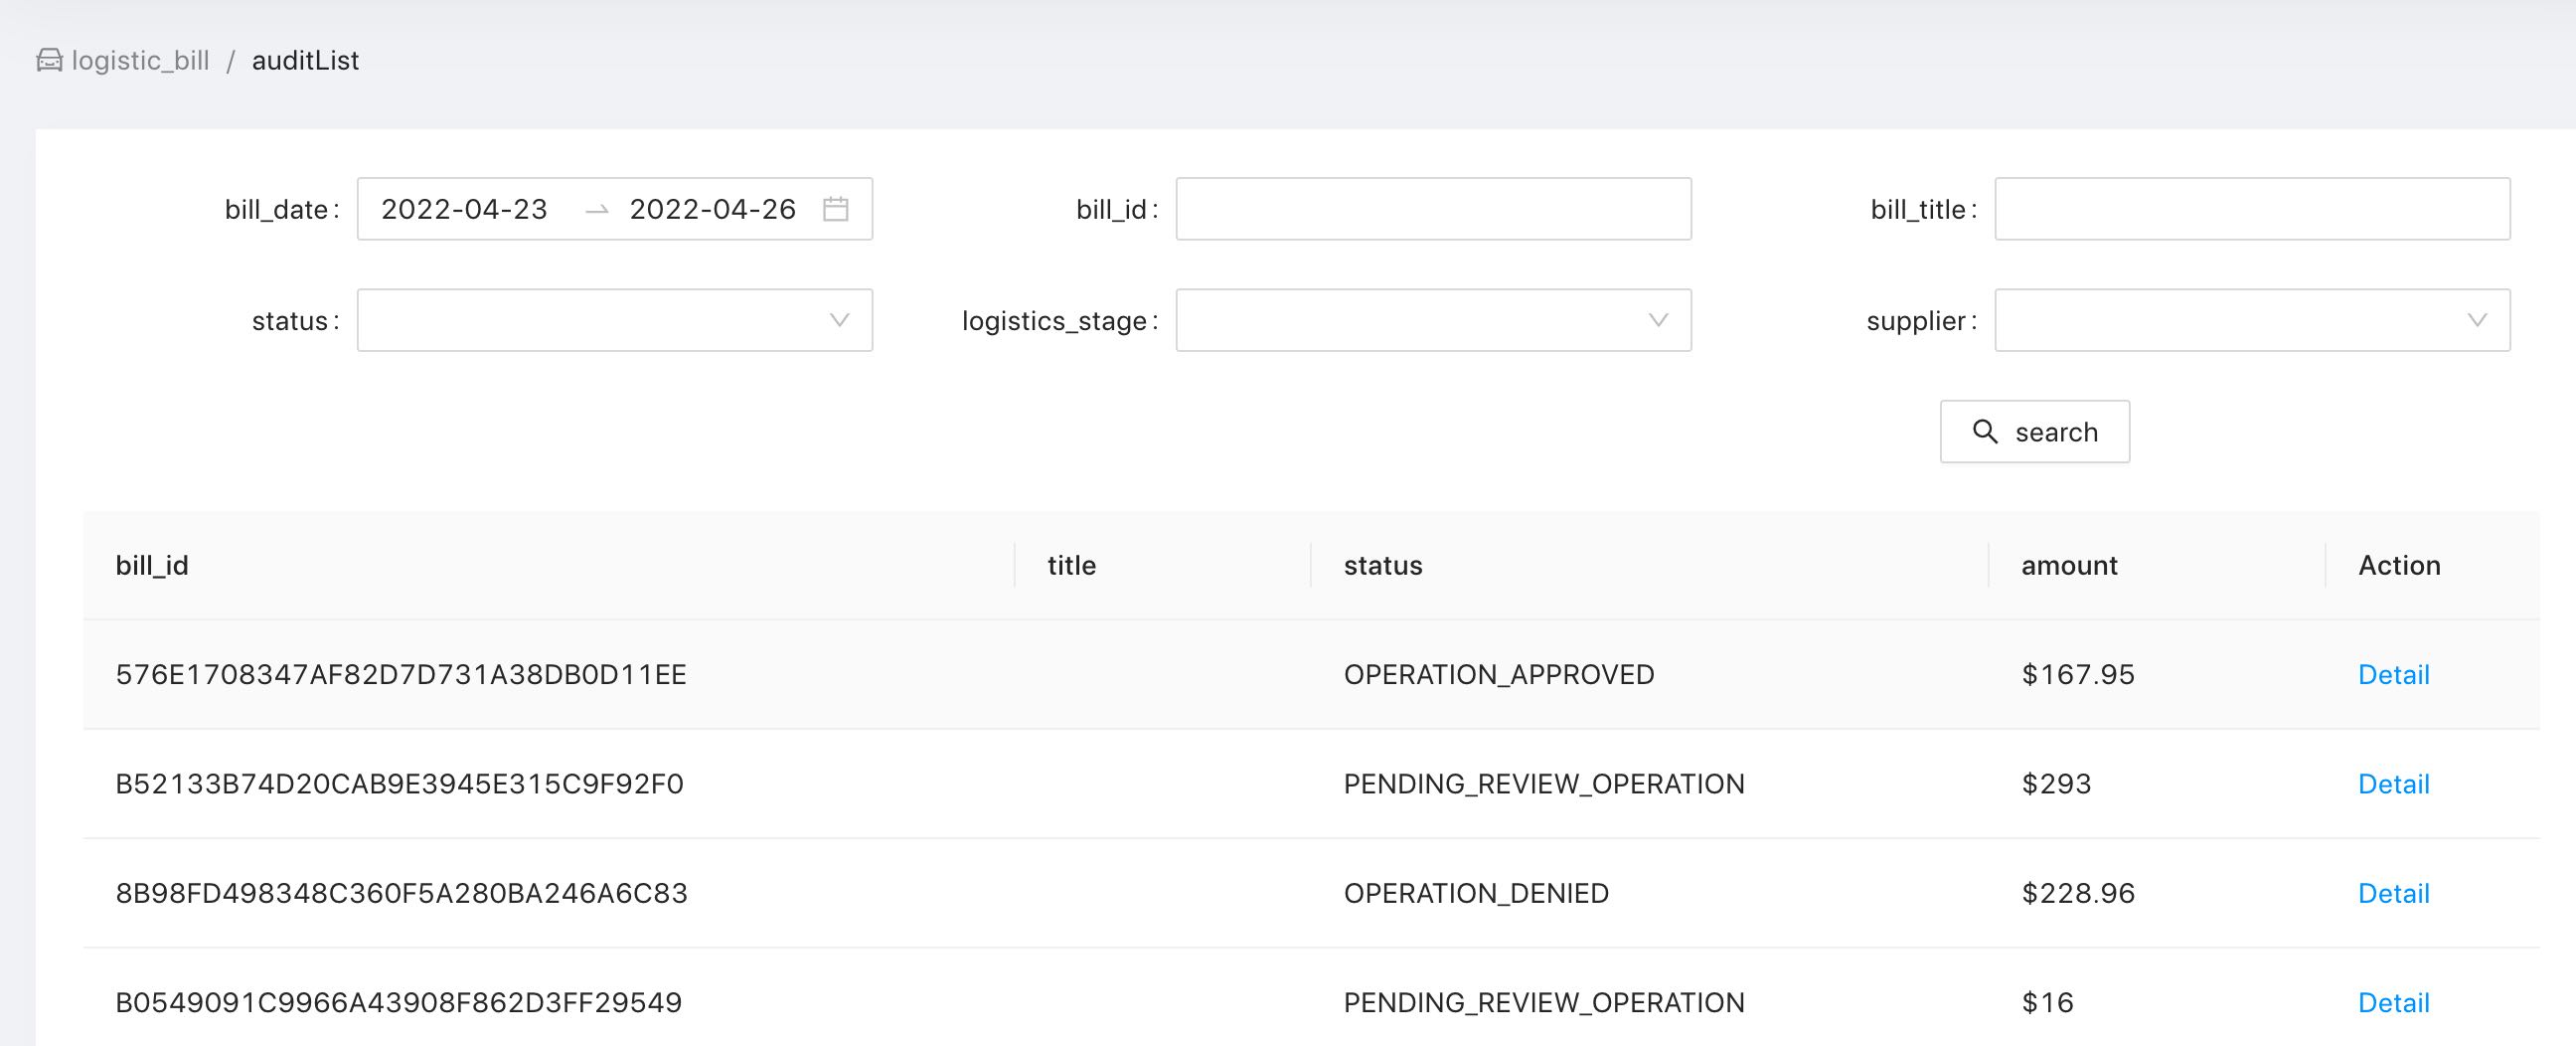 logistic_bill / auditList
bill_date: 2022-04-23 → 2022-04-26 bill_id: bill_title:
status: logistics_stage: supplier:
search
bill_id title status amount Action
576E1708347AF82D7D731A38DB0D11EE OPERATION_APPROVED $167.95 Detail
B52133B74D20CAB9E3945E315C9F92F0 PENDING_REVIEW_OPERATION $293 Detail
8B98FD498348C360F5A280BA246A6C83 OPERATION_DENIED $228.96 Detail
B0549091C9966A43908F862D3FF29549 PENDING_REVIEW_OPERATION $16 Detail